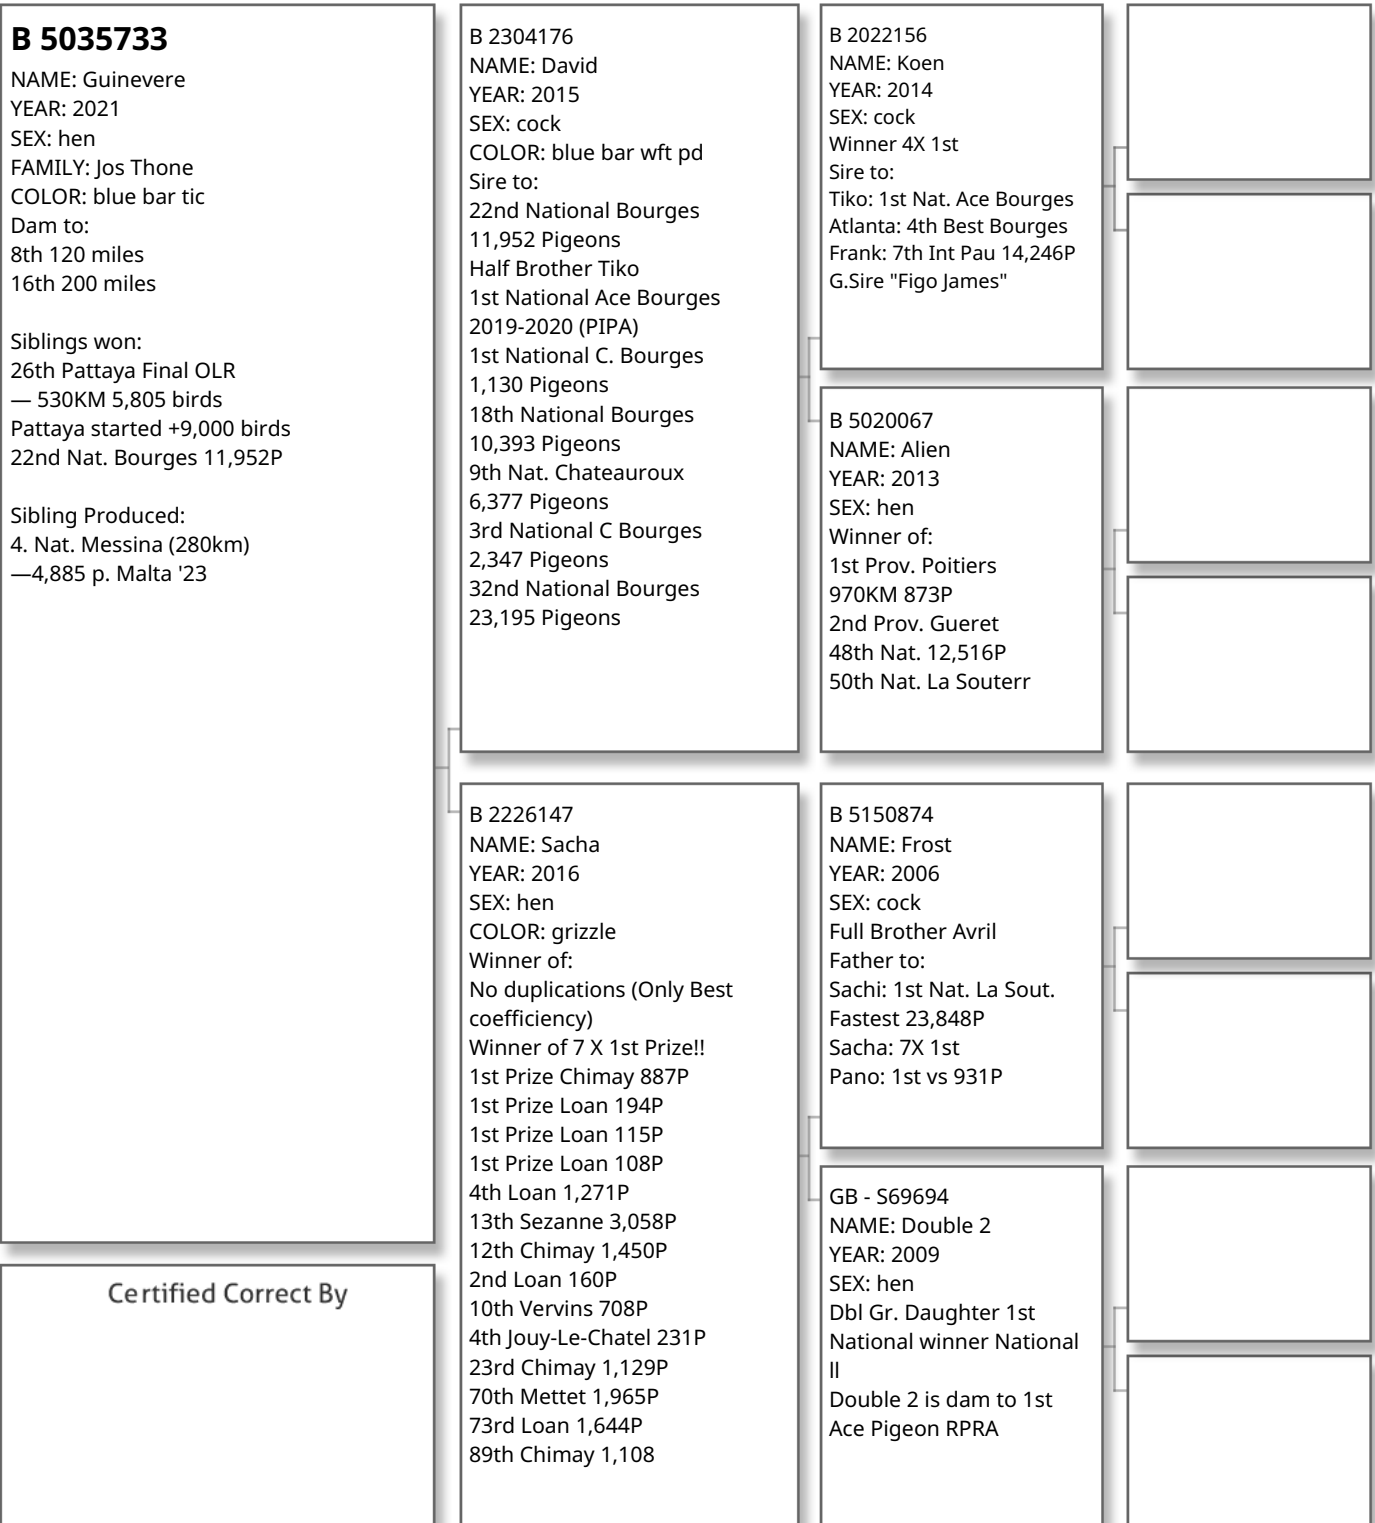 B 5035733
NAME: Guinevere
YEAR: 2021
SEX: hen
FAMILY: Jos Thone
COLOR: blue bar tic
Dam to:
8th 120 miles
16th 200 miles
Siblings won:
26th Pattaya Final OLR
— 530KM 5,805 birds
Pattaya started +9,000 birds
22nd Nat. Bourges 11,952P
Sibling Produced:
4. Nat. Messina (280km)
—4,885 p. Malta '23
Certified Correct By
B 2304176
NAME: David
YEAR: 2015
SEX: cock
COLOR: blue bar wft pd
Sire to:
22nd National Bourges
11,952 Pigeons
Half Brother Tiko
1st National Ace Bourges
2019-2020 (PIPA)
1st National C. Bourges
1,130 Pigeons
18th National Bourges
10,393 Pigeons
9th Nat. Chateauroux
6,377 Pigeons
3rd National C Bourges
2,347 Pigeons
32nd National Bourges
23,195 Pigeons
B 2226147
NAME: Sacha
YEAR: 2016
SEX: hen
COLOR: grizzle
Winner of:
No duplications (Only Best
coefficiency)
Winner of 7 X 1st Prize!!
1st Prize Chimay 887P
1st Prize Loan 194P
1st Prize Loan 115P
1st Prize Loan 108P
4th Loan 1,271P
13th Sezanne 3,058P
12th Chimay 1,450P
2nd Loan 160P
10th Vervins 708P
4th Jouy-Le-Chatel 231P
23rd Chimay 1,129P
70th Mettet 1,965P
73rd Loan 1,644P
89th Chimay 1,108
B 2022156
NAME: Koen
YEAR: 2014
SEX: cock
Winner 4X 1st
Sire to:
Tiko: 1st Nat. Ace Bourges
Atlanta: 4th Best Bourges
Frank: 7th Int Pau 14,246P
G.Sire "Figo James"
B 5020067
NAME: Alien
YEAR: 2013
SEX: hen
Winner of:
1st Prov. Poitiers
970KM 873P
2nd Prov. Gueret
48th Nat. 12,516P
50th Nat. La Souterr
B 5150874
NAME: Frost
YEAR: 2006
SEX: cock
Full Brother Avril
Father to:
Sachi: 1st Nat. La Sout.
Fastest 23,848P
Sacha: 7X 1st
Pano: 1st vs 931P
GB - S69694
NAME: Double 2
YEAR: 2009
SEX: hen
Dbl Gr. Daughter 1st
National winner National
ll
Double 2 is dam to 1st
Ace Pigeon RPRA